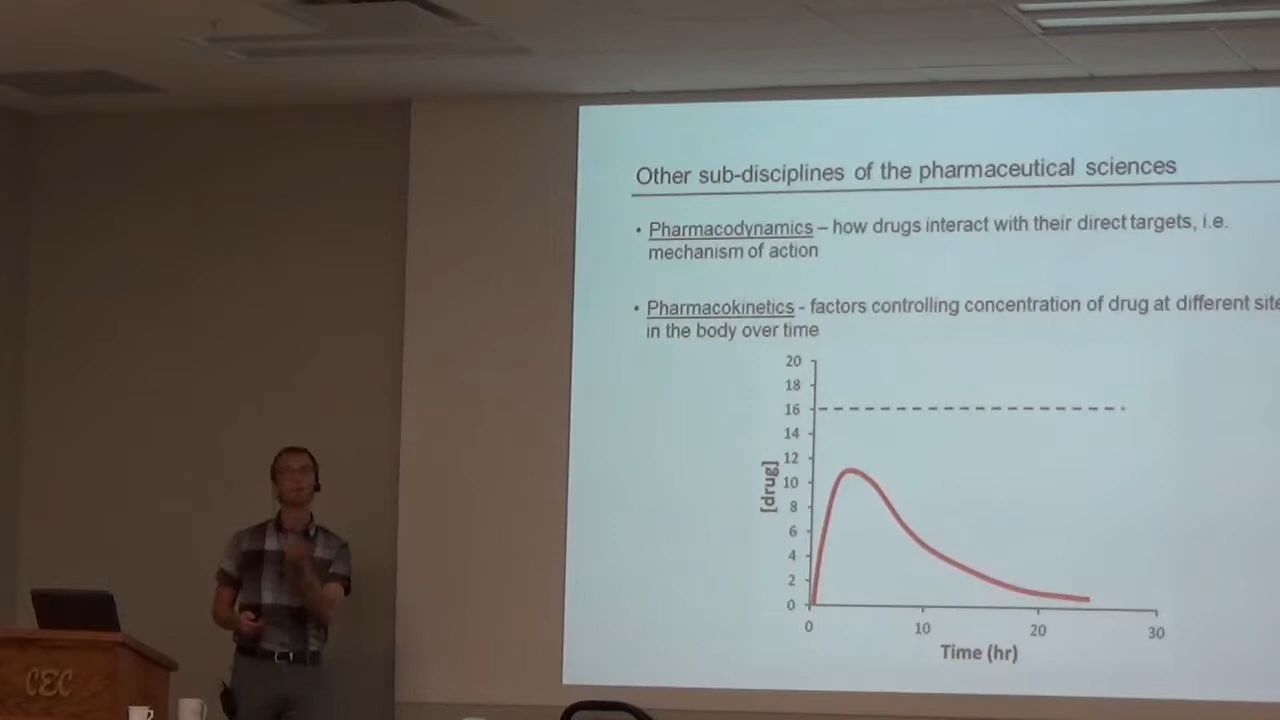 Other sub-disciplines of the pharmaceutical sciences
• Pharmacodynamics – how drugs interact with their direct targets, i.e.
mechanism of action
• Pharmacokinetics - factors controlling concentration of drug at different site
in the body over time
20
18
16
14
12
10
8
6
4
2
0
[drug]
0 10 20 30
Time (hr)
CEC